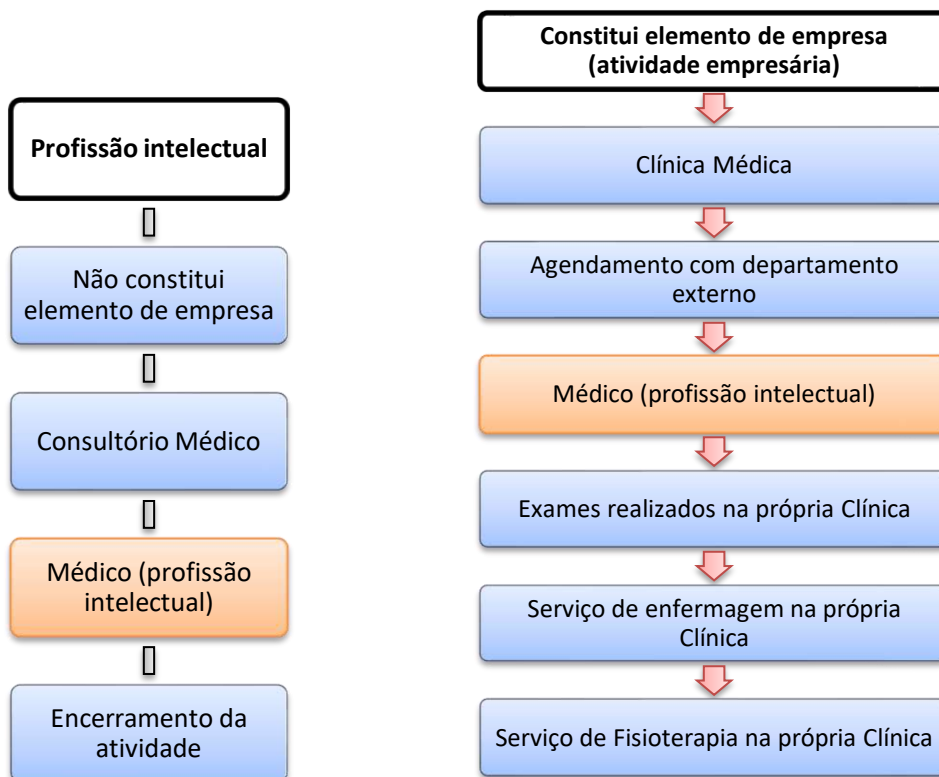 Profissão intelectual
Não constitui
elemento de empresa
Consultório Médico
Médico (profissão
intelectual)
Encerramento da
atividade
Constitui elemento de empresa
(atividade empresária)
Clínica Médica
Agendamento com departamento
externo
Médico (profissão intelectual)
Exames realizados na própria Clínica
Serviço de enfermagem na própria
Clínica
Serviço de Fisioterapia na própria Clínica